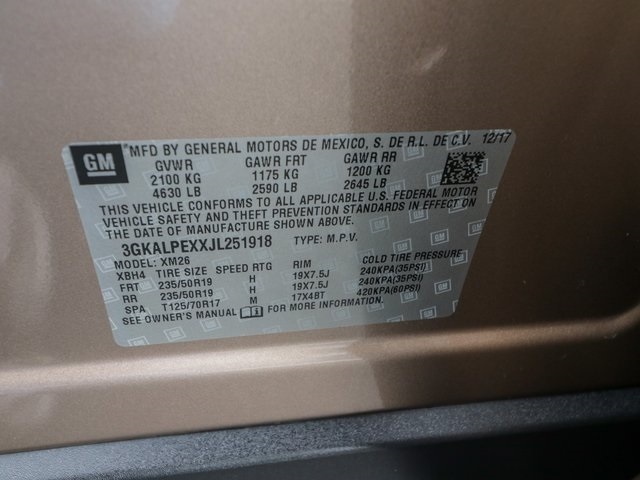 GM
MFD BY GENERAL MOTORS DE MEXICO, S. DE R.L. DE C.V. 12/17
GVWR GAWR FRT GAWR RR
2100 KG 1175 KG 1200 KG
4630 LB 2590 LB 2645 LB
THIS VEHICLE CONFORMS TO ALL APPLICABLE U.S. FEDERAL MOTOR
VEHICLE SAFETY AND THEFT PREVENTION STANDARDS IN EFFECT ON
THE DATE OF MANUFACTURE SHOWN ABOVE.
3GKALPEXXJL251918 TYPE: M.P.V.
MODEL: XM26
XBH4 TIRE SIZE SPEED RTG RIM COLD TIRE PRESSURE
FRT 235/50R19 H 19X7.5J 240KPA(35PSI)
RR 235/50R19 H 19X7.5J 240KPA(35PSI)
SPA T125/70R17 M 17X4BT 420KPA(60PSI)
SEE OWNER'S MANUAL FOR MORE INFORMATION.